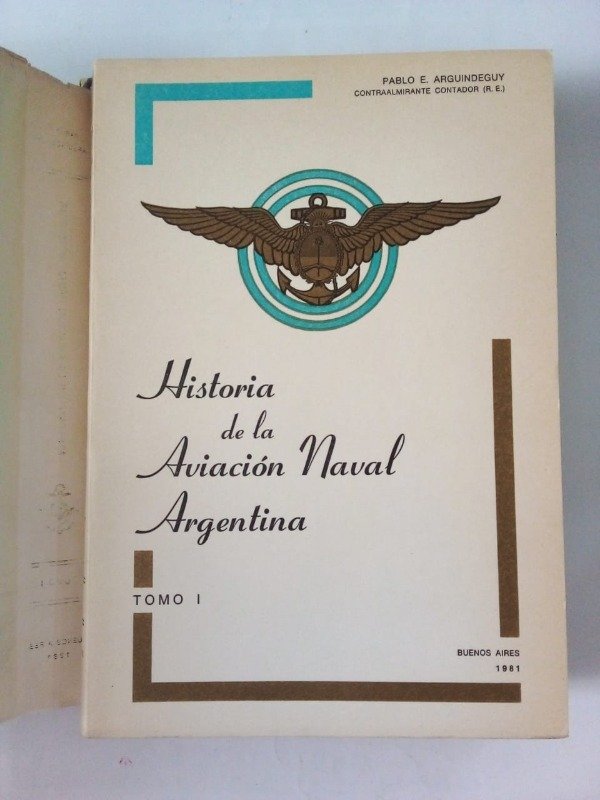 PABLO E. ARGUINDEGUY
CONTRAALMIRANTE CONTADOR (R. E.)
Historia
de la
Aviación Naval
Argentina
TOMO I
BUENOS AIRES
1981